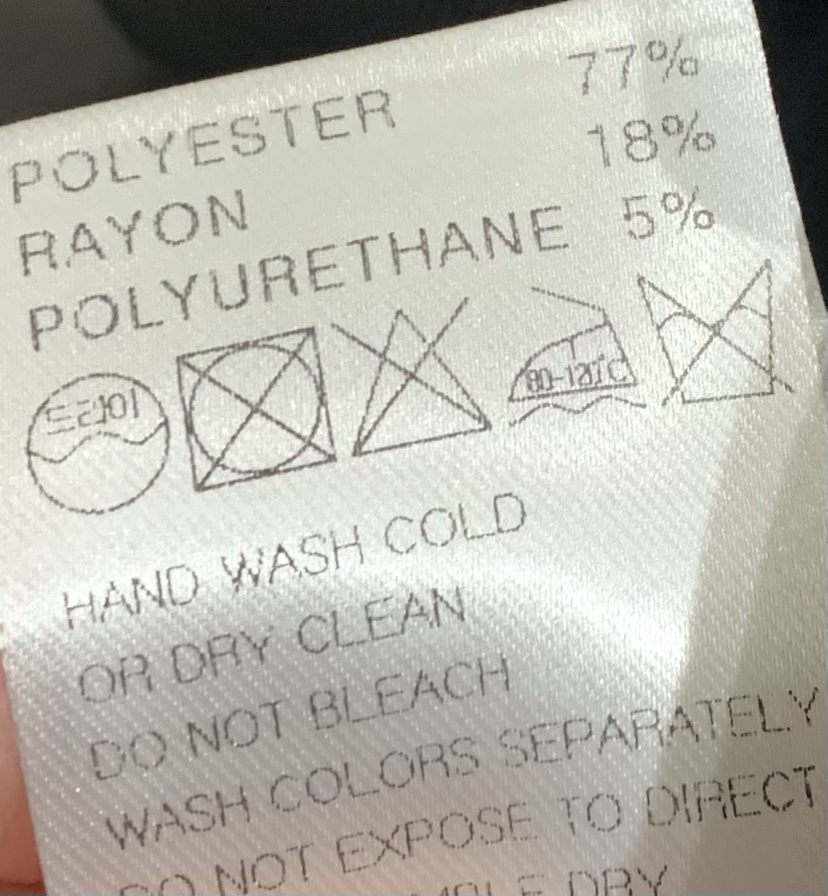 POLYESTER 77%
RAYON 18%
POLYURETHANE 5%
드라이
80-120°C
HAND WASH COLD
OR DRY CLEAN
DO NOT BLEACH
WASH COLORS SEPARATELY
DO NOT EXPOSE TO DIRECT
DRY